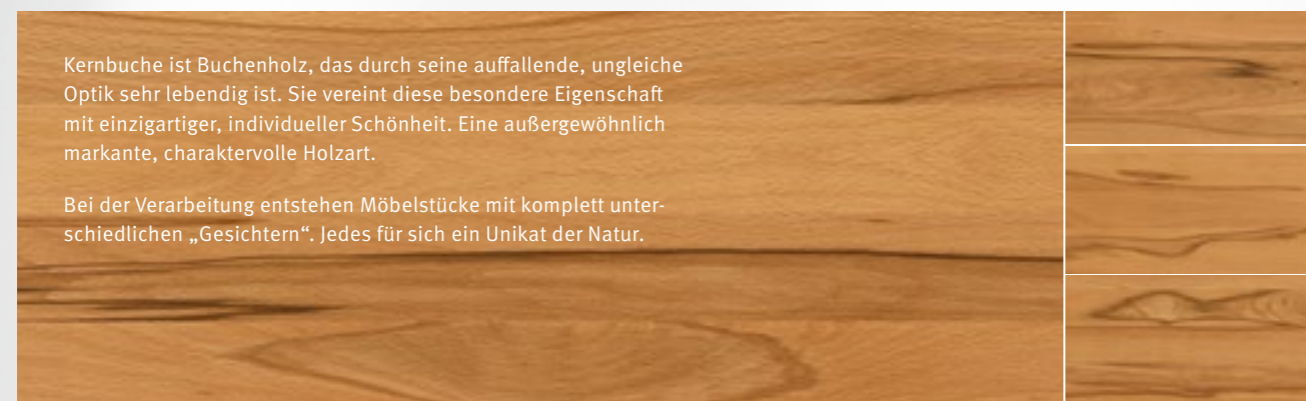 Kernbuche ist Buchenholz, das durch seine auffallende, ungleiche
Optik sehr lebendig ist. Sie vereint diese besondere Eigenschaft
mit einzigartiger, individueller Schönheit. Eine außergewöhnlich
markante, charaktervolle Holzart.
Bei der Verarbeitung entstehen Möbelstücke mit komplett unter-
schiedlichen „Gesichtern“. Jedes für sich ein Unikat der Natur.